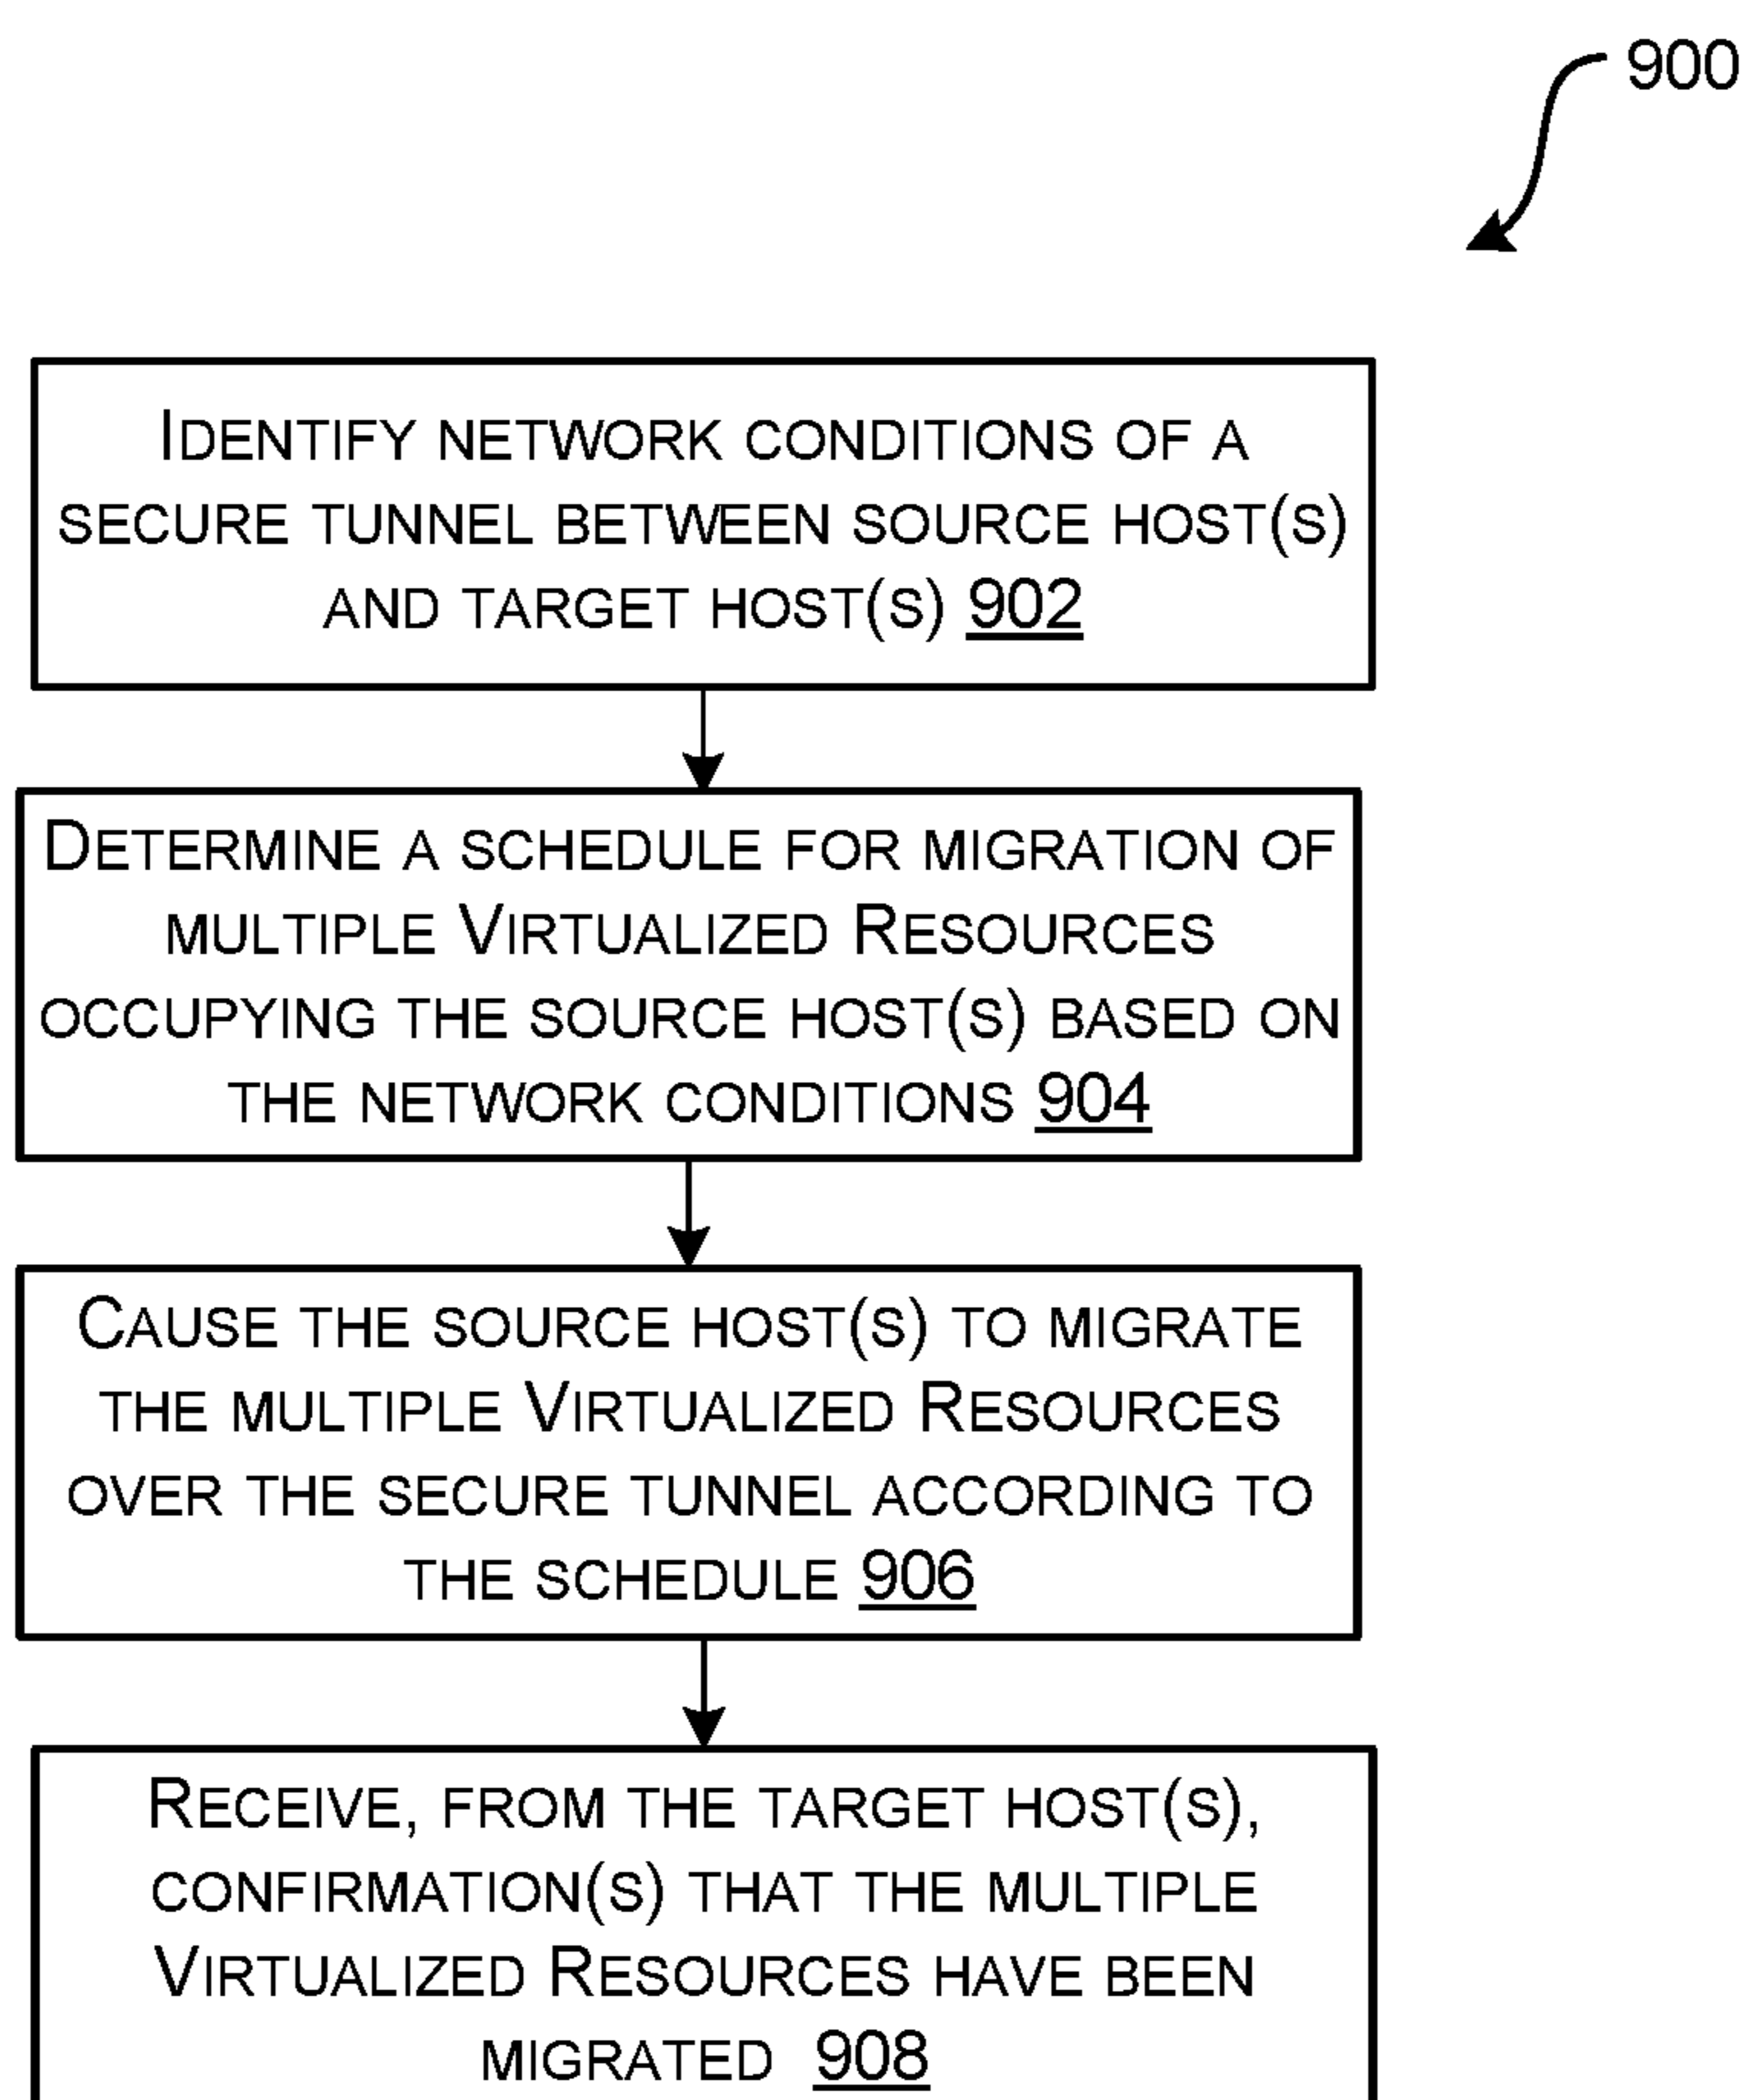 900
IDENTIFY NETWORK CONDITIONS OF A
SECURE TUNNEL BETWEEN SOURCE HOST(S)
AND TARGET HOST(S) 902
DETERMINE A SCHEDULE FOR MIGRATION OF
MULTIPLE VIRTUALIZED RESOURCES
OCCUPYING THE SOURCE HOST(S) BASED ON
THE NETWORK CONDITIONS 904
CAUSE THE SOURCE HOST(S) TO MIGRATE
THE MULTIPLE VIRTUALIZED RESOURCES
OVER THE SECURE TUNNEL ACCORDING TO
THE SCHEDULE 906
RECEIVE, FROM THE TARGET HOST(S),
CONFIRMATION(S) THAT THE MULTIPLE
VIRTUALIZED RESOURCES HAVE BEEN
MIGRATED 908